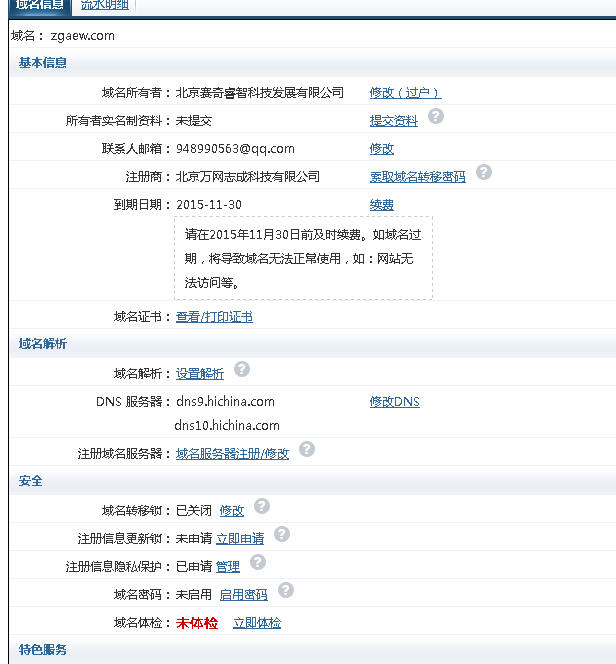 域名信息 流水明细
域名： zgaew.com
基本信息
域名所有者： 北京赛奇睿智科技发展有限公司 修改（过户）
所有者实名制资料： 未提交 提交资料 ?
联系人邮箱： 948990563@qq.com 修改
注册商： 北京万网志成科技有限公司 索取域名转移密码 ?
到期日期： 2015-11-30 续费
请在2015年11月30日前及时续费。如域名过
期，将导致域名无法正常使用，如：网站无
法访问等。
域名证书： 查看/打印证书
域名解析
域名解析： 设置解析 ?
DNS 服务器： dns9.hichina.com 修改DNS
dns10.hichina.com
注册域名服务器： 域名服务器注册/修改 ?
安全
域名转移锁： 已关闭 修改 ?
注册信息更新锁： 未申请 立即申请 ?
注册信息隐私保护： 已申请 管理 ?
域名密码： 未启用 启用密码 ?
域名体检： 未体检 立即体检
特色服务